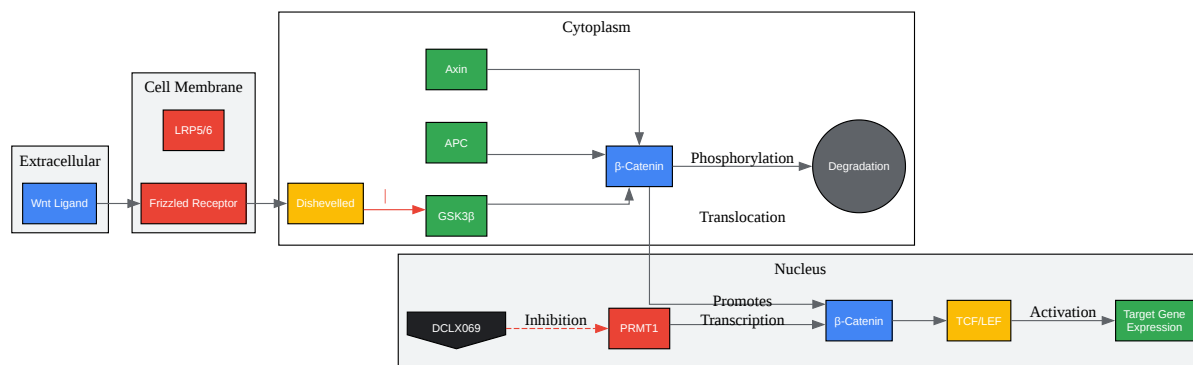 Cytoplasm
Axin
Cell Membrane
LRP5/6
APC
Extracellular
β-Catenin
Phosphorylation
Degradation
Wnt Ligand
Frizzled Receptor
Dishevelled
|
GSK3β
Translocation
Nucleus
DCLX069
Inhibition
PRMT1
Promotes
Transcription
β-Catenin
TCF/LEF
Activation
Target Gene
Expression